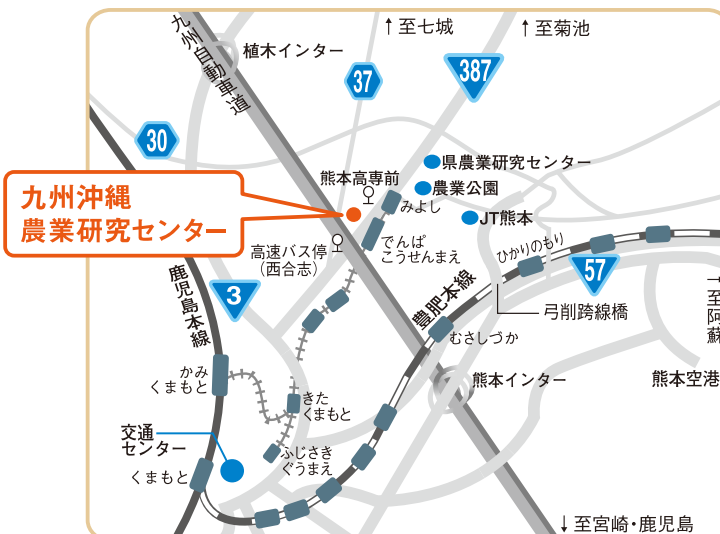 九州自動車道
植木インター
↑至七城
↑至菊池
37
387
30
熊本高専前
県農業研究センター
農業公園
みよし
JT熊本
九州沖縄
農業研究センター
高速バス停
(西合志)
でんぱ
こうせんまえ
ひかりのもり
57
鹿児島本線
3
豊肥本線
弓削跨線橋
→至阿蘇
むさしづか
かみ
くまもと
きた
くまもと
熊本インター
熊本空港
交通
センター
ふじさき
ぐうまえ
くまもと
↓至宮崎・鹿児島